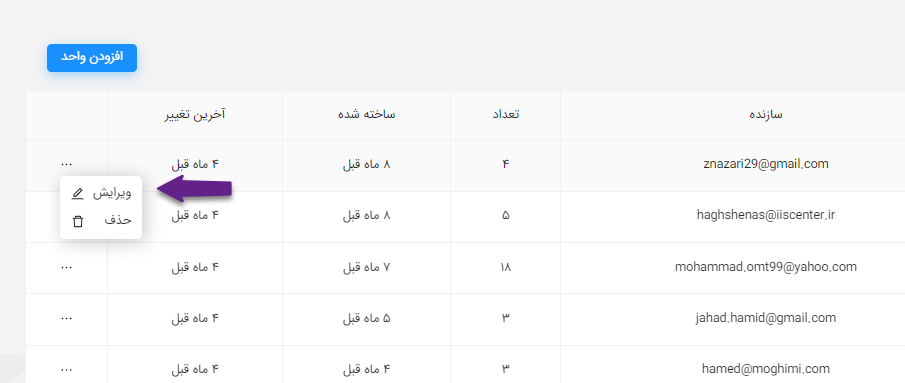 افزودن واحد
سازنده تعداد ساخته شده آخرین تغییر
znazari29@gmail.com ۴ ۸ ماه قبل ۴ ماه قبل ...
ویرایش
haghshenas@iiscenter.ir ۵ ۸ ماه قبل ۴ ماه قبل
حذف
mohammad.omt99@yahoo.com ۱۸ ۷ ماه قبل ۴ ماه قبل ...
jahad.hamid@gmail.com ۳ ۵ ماه قبل ۴ ماه قبل ...
hamed@moghimi.com ۳ ۴ ماه قبل ۴ ماه قبل ...